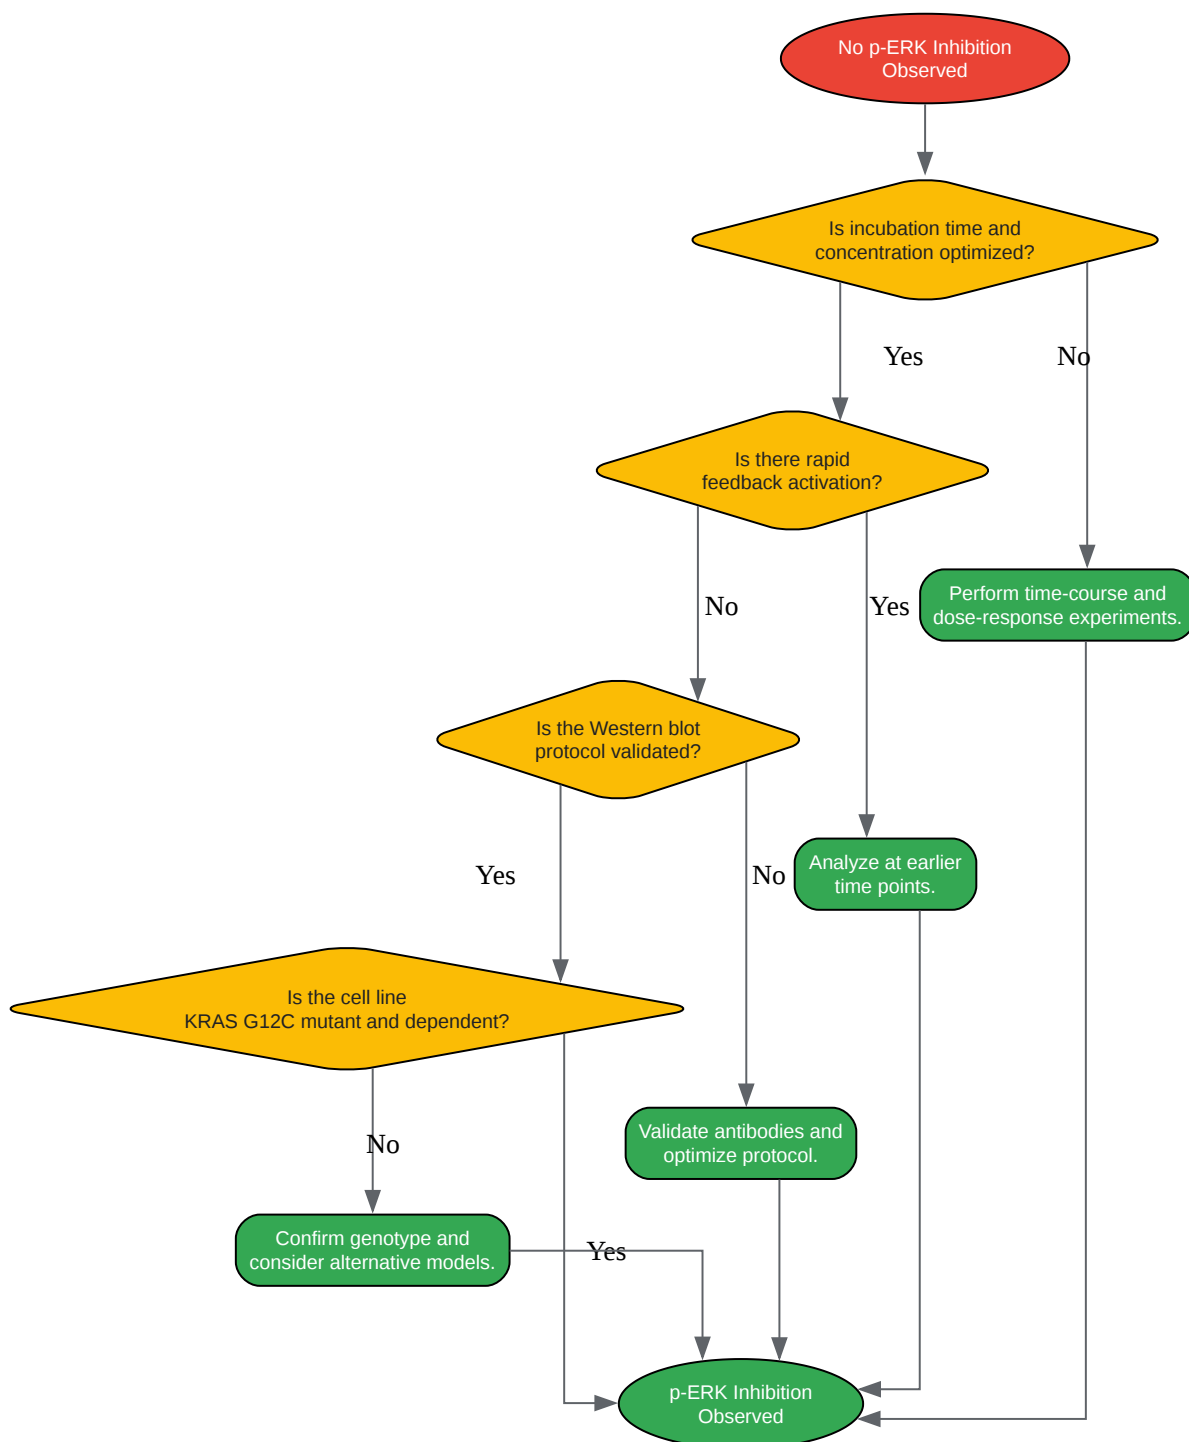 No p-ERK Inhibition
Observed
Is incubation time and
concentration optimized?
Yes
No
Is there rapid
feedback activation?
No
Yes
Perform time-course and
dose-response experiments.
Is the Western blot
protocol validated?
Yes
No
Analyze at earlier
time points.
Is the cell line
KRAS G12C mutant and dependent?
No
Validate antibodies and
optimize protocol.
Confirm genotype and
consider alternative models.
Yes
p-ERK Inhibition
Observed